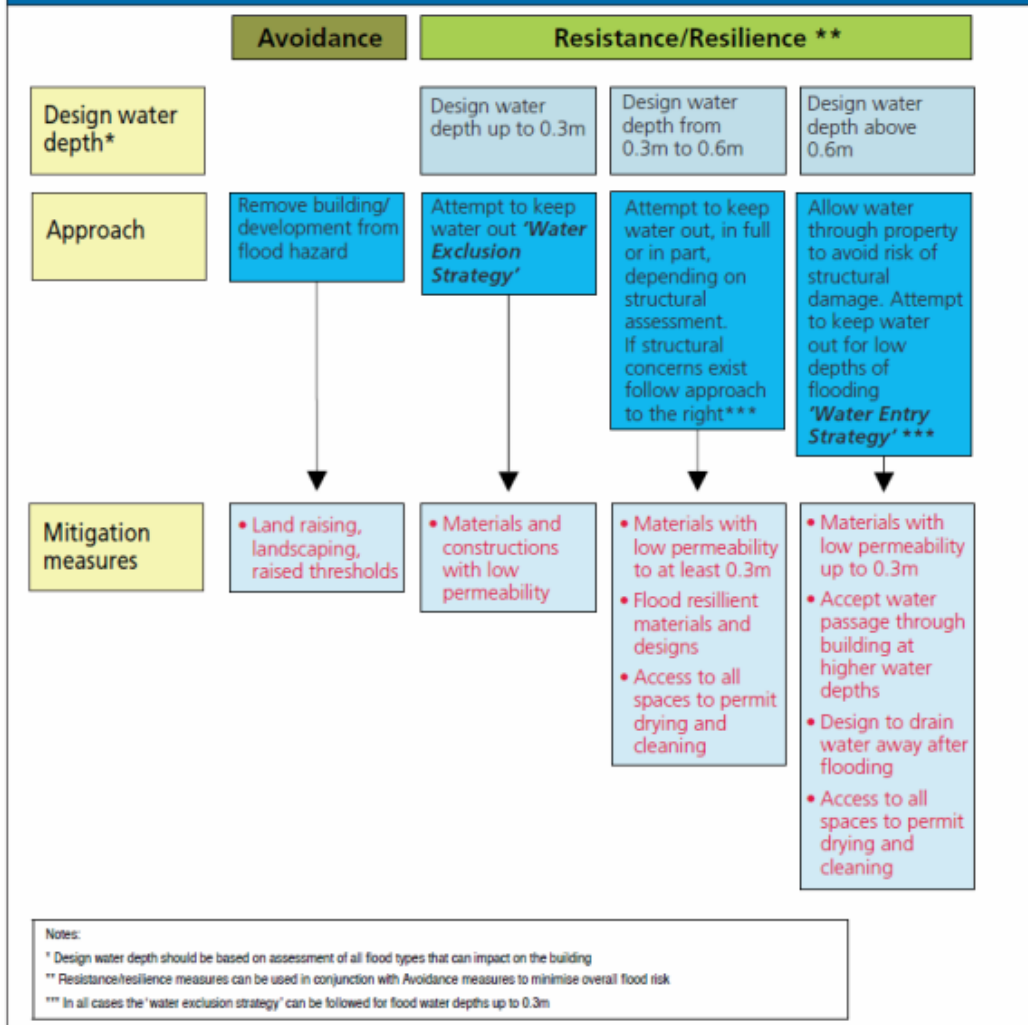 Avoidance
Resistance/Resilience **
Design water
depth*
Design water
depth up to 0.3m
Design water
depth from
0.3m to 0.6m
Design water
depth above
0.6m
Approach
Remove building/
development from
flood hazard
Attempt to keep
water out ‘Water
Exclusion
Strategy’
Attempt to keep
water out, in full
or in part,
depending on
structural
assessment.
If structural
concerns exist
follow approach
to the right***
Allow water
through property
to avoid risk of
structural
damage. Attempt
to keep water
out for low
depths of
flooding
‘Water Entry
Strategy’ ***
Mitigation
measures
• Land raising,
landscaping,
raised thresholds
• Materials and
constructions
with low
permeability
• Materials with
low permeability
to at least 0.3m
• Flood resillient
materials and
designs
• Access to all
spaces to permit
drying and
cleaning
• Materials with
low permeability
up to 0.3m
• Accept water
passage through
building at
higher water
depths
• Design to drain
water away after
flooding
• Access to all
spaces to permit
drying and
cleaning
Notes:
* Design water depth should be based on assessment of all flood types that can impact on the building
** Resistance/resilience measures can be used in conjunction with Avoidance measures to minimise overall flood risk
*** In all cases the ‘water exclusion strategy’ can be followed for flood water depths up to 0.3m